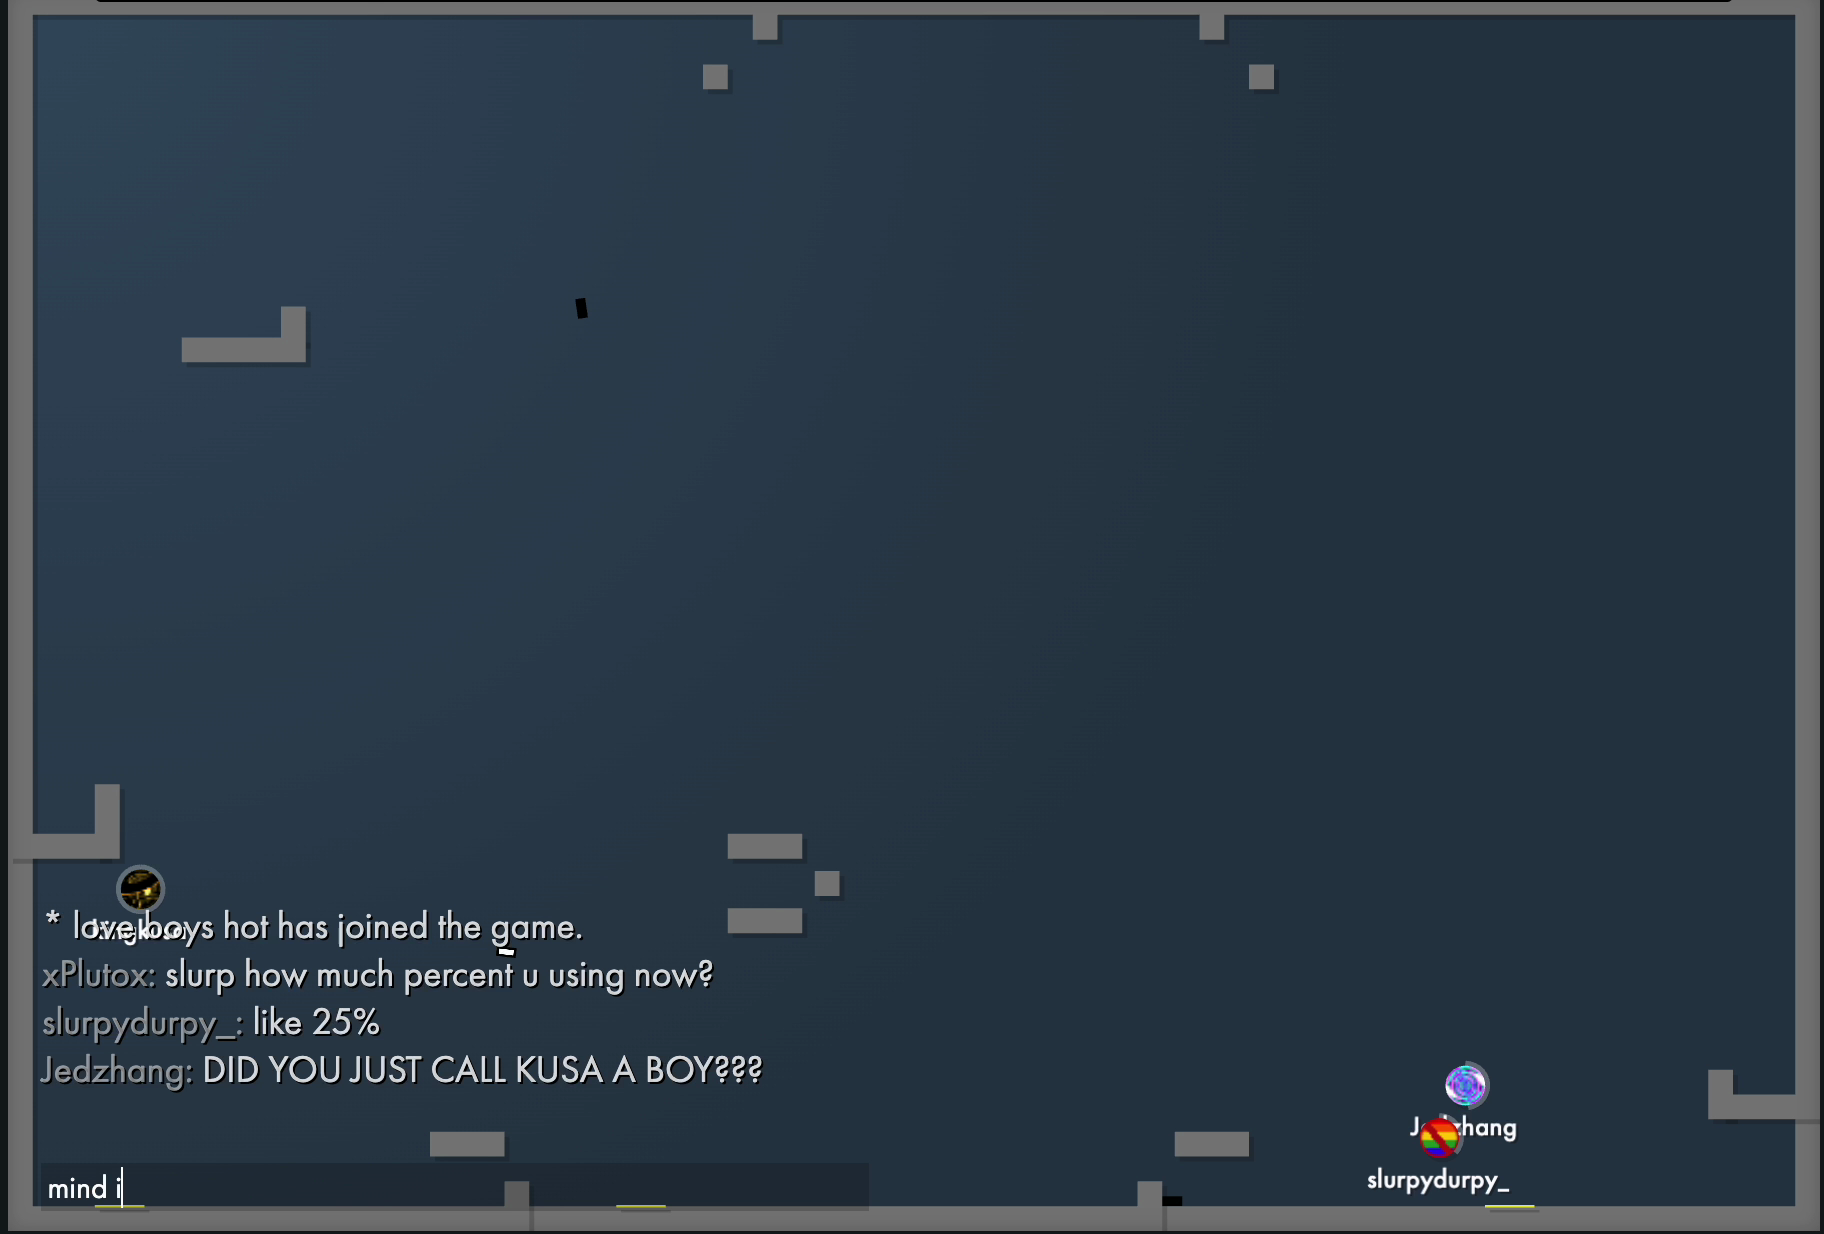 * love boys hot has joined the game.
xPlutox: slurp how much percent u using now?
slurpydurpy_: like 25%
Jedzhang: DID YOU JUST CALL KUSA A BOY???
mind i
slurpydurpy_